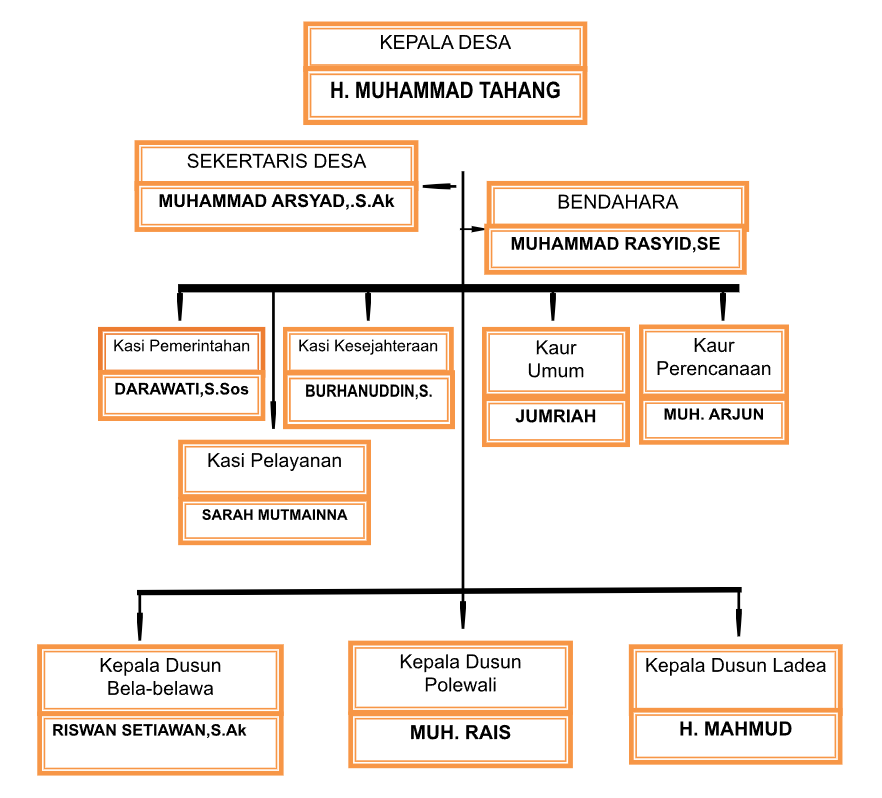 KEPALA DESA
H. MUHAMMAD TAHANG
SEKERTARIS DESA
MUHAMMAD ARSYAD,.S.Ak
BENDAHARA
MUHAMMAD RASYID,SE
Kasi Pemerintahan
DARAWATI,S.Sos
Kasi Kesejahteraan
BURHANUDDIN,S.
Kaur
Umum
JUMRIAH
Kaur
Perencanaan
MUH. ARJUN
Kasi Pelayanan
SARAH MUTMAINNA
Kepala Dusun
Bela-belawa
RISWAN SETIAWAN,S.Ak
Kepala Dusun
Polewali
MUH. RAIS
Kepala Dusun Ladea
H. MAHMUD